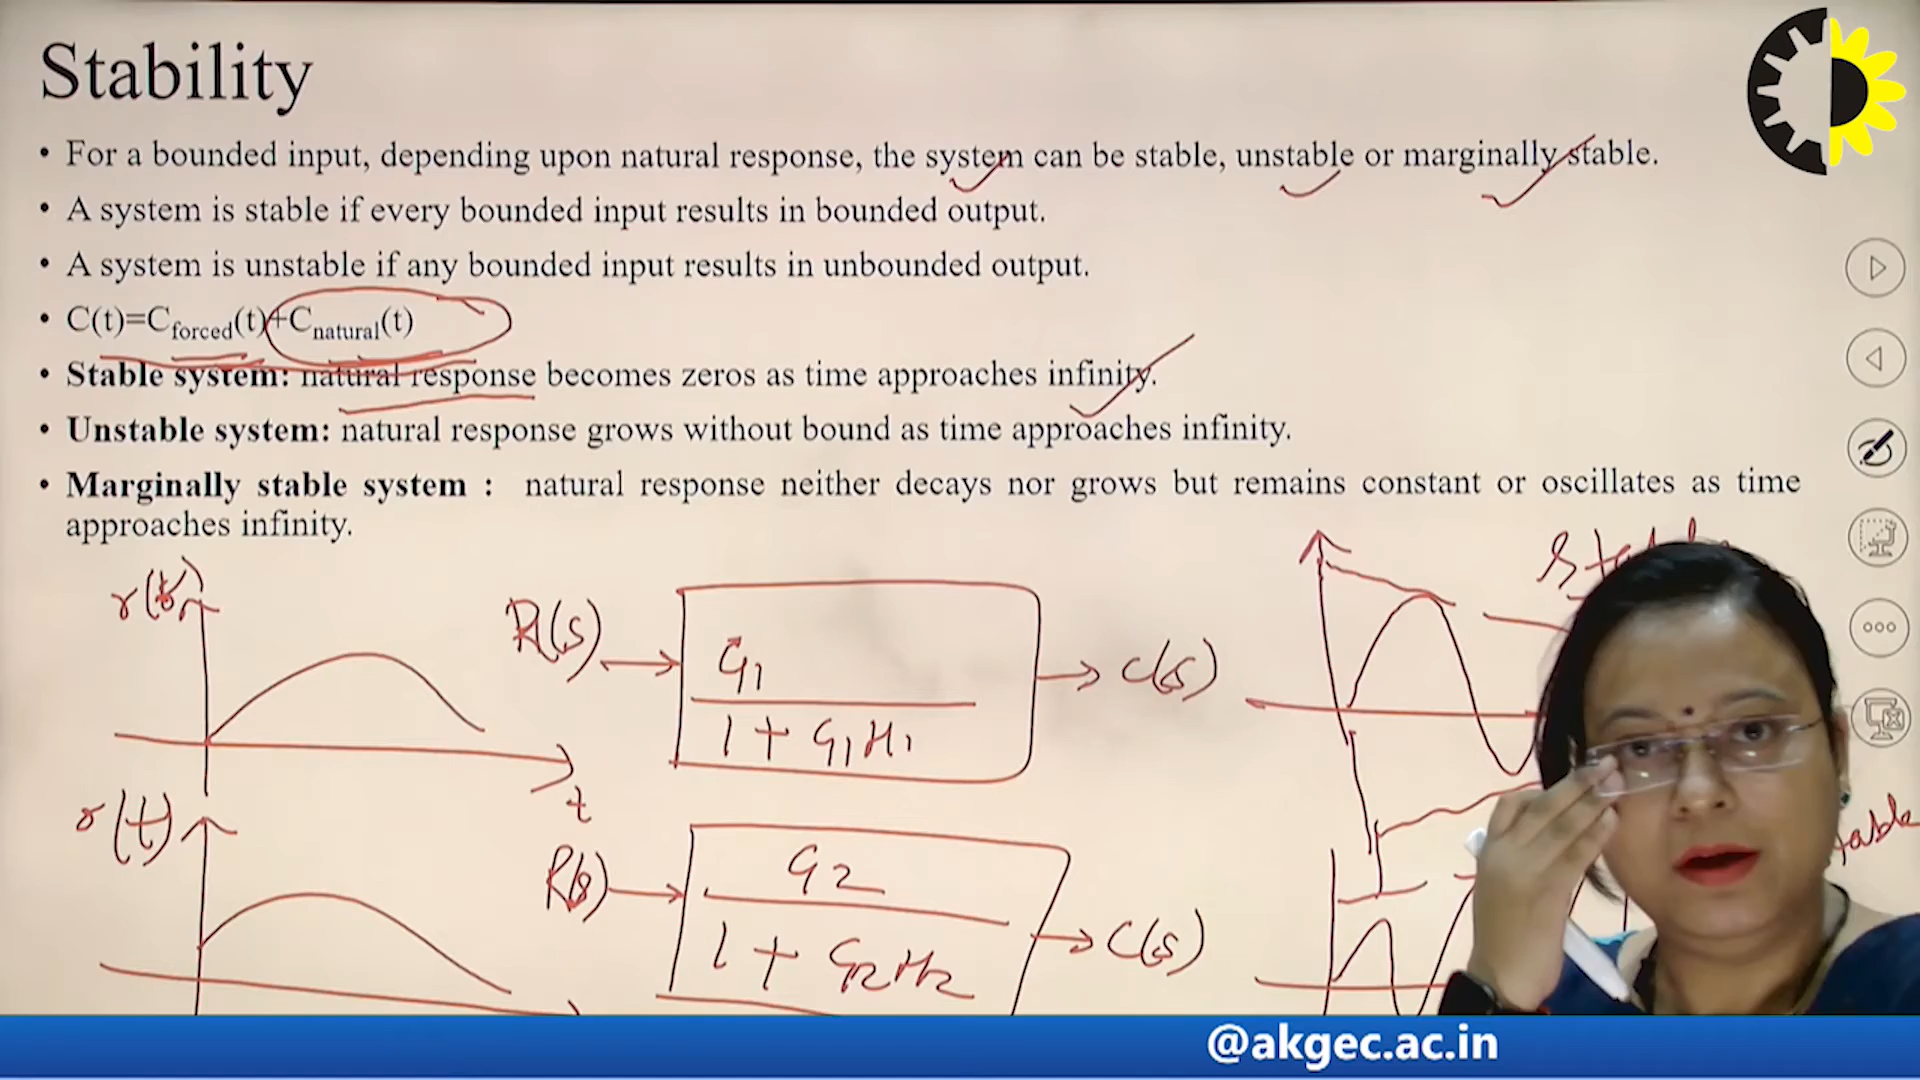 Stability
• For a bounded input, depending upon natural response, the system can be stable, unstable or marginally stable.
• A system is stable if every bounded input results in bounded output.
• A system is unstable if any bounded input results in unbounded output.
• C(t)=Cforced(t)+Cnatural(t)
• Stable system: natural response becomes zeros as time approaches infinity.
• Unstable system: natural response grows without bound as time approaches infinity.
• Marginally stable system : natural response neither decays nor grows but remains constant or oscillates as time
approaches infinity.
r(t)
t
R(s)
G1
1 + G1H1
C(s)
r(t)
R(s)
G2
1 + G2H2
C(s)
@akgec.ac.in